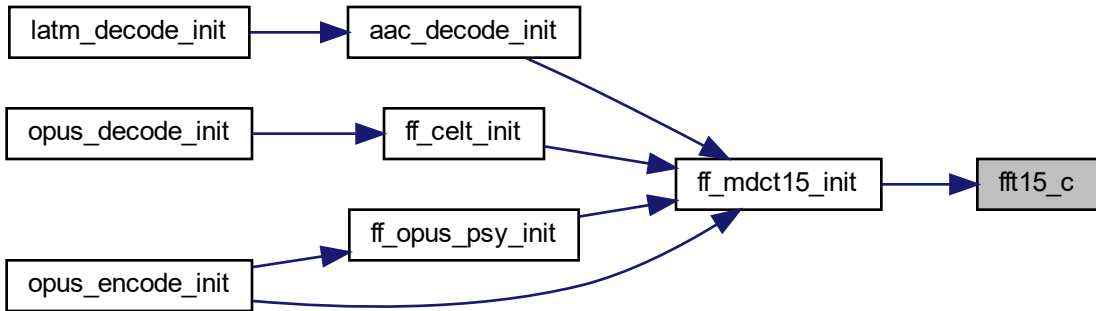 latm_decode_init
aac_decode_init
opus_decode_init
ff_celt_init
ff_mdct15_init
fft15_c
ff_opus_psy_init
opus_encode_init